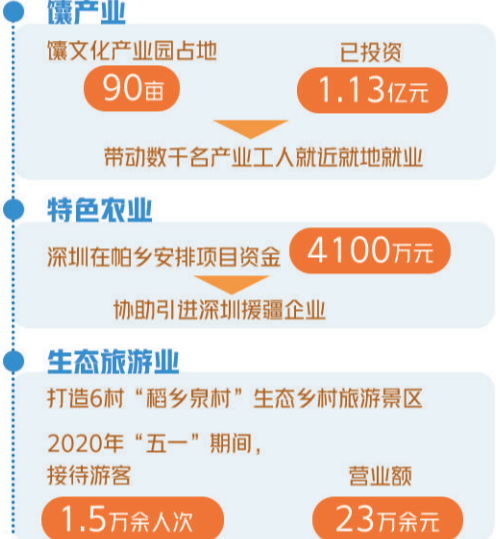 馕产业
馕文化产业园占地 已投资
90亩 1.13亿元
带动数千名产业工人就近就地就业
特色农业
深圳在帕乡安排项目资金 4100万元
协助引进深圳援疆企业
生态旅游业
打造6村“稻乡泉村”生态乡村旅游景区
2020年“五一”期间，
接待游客 营业额
1.5万余人次 23万余元